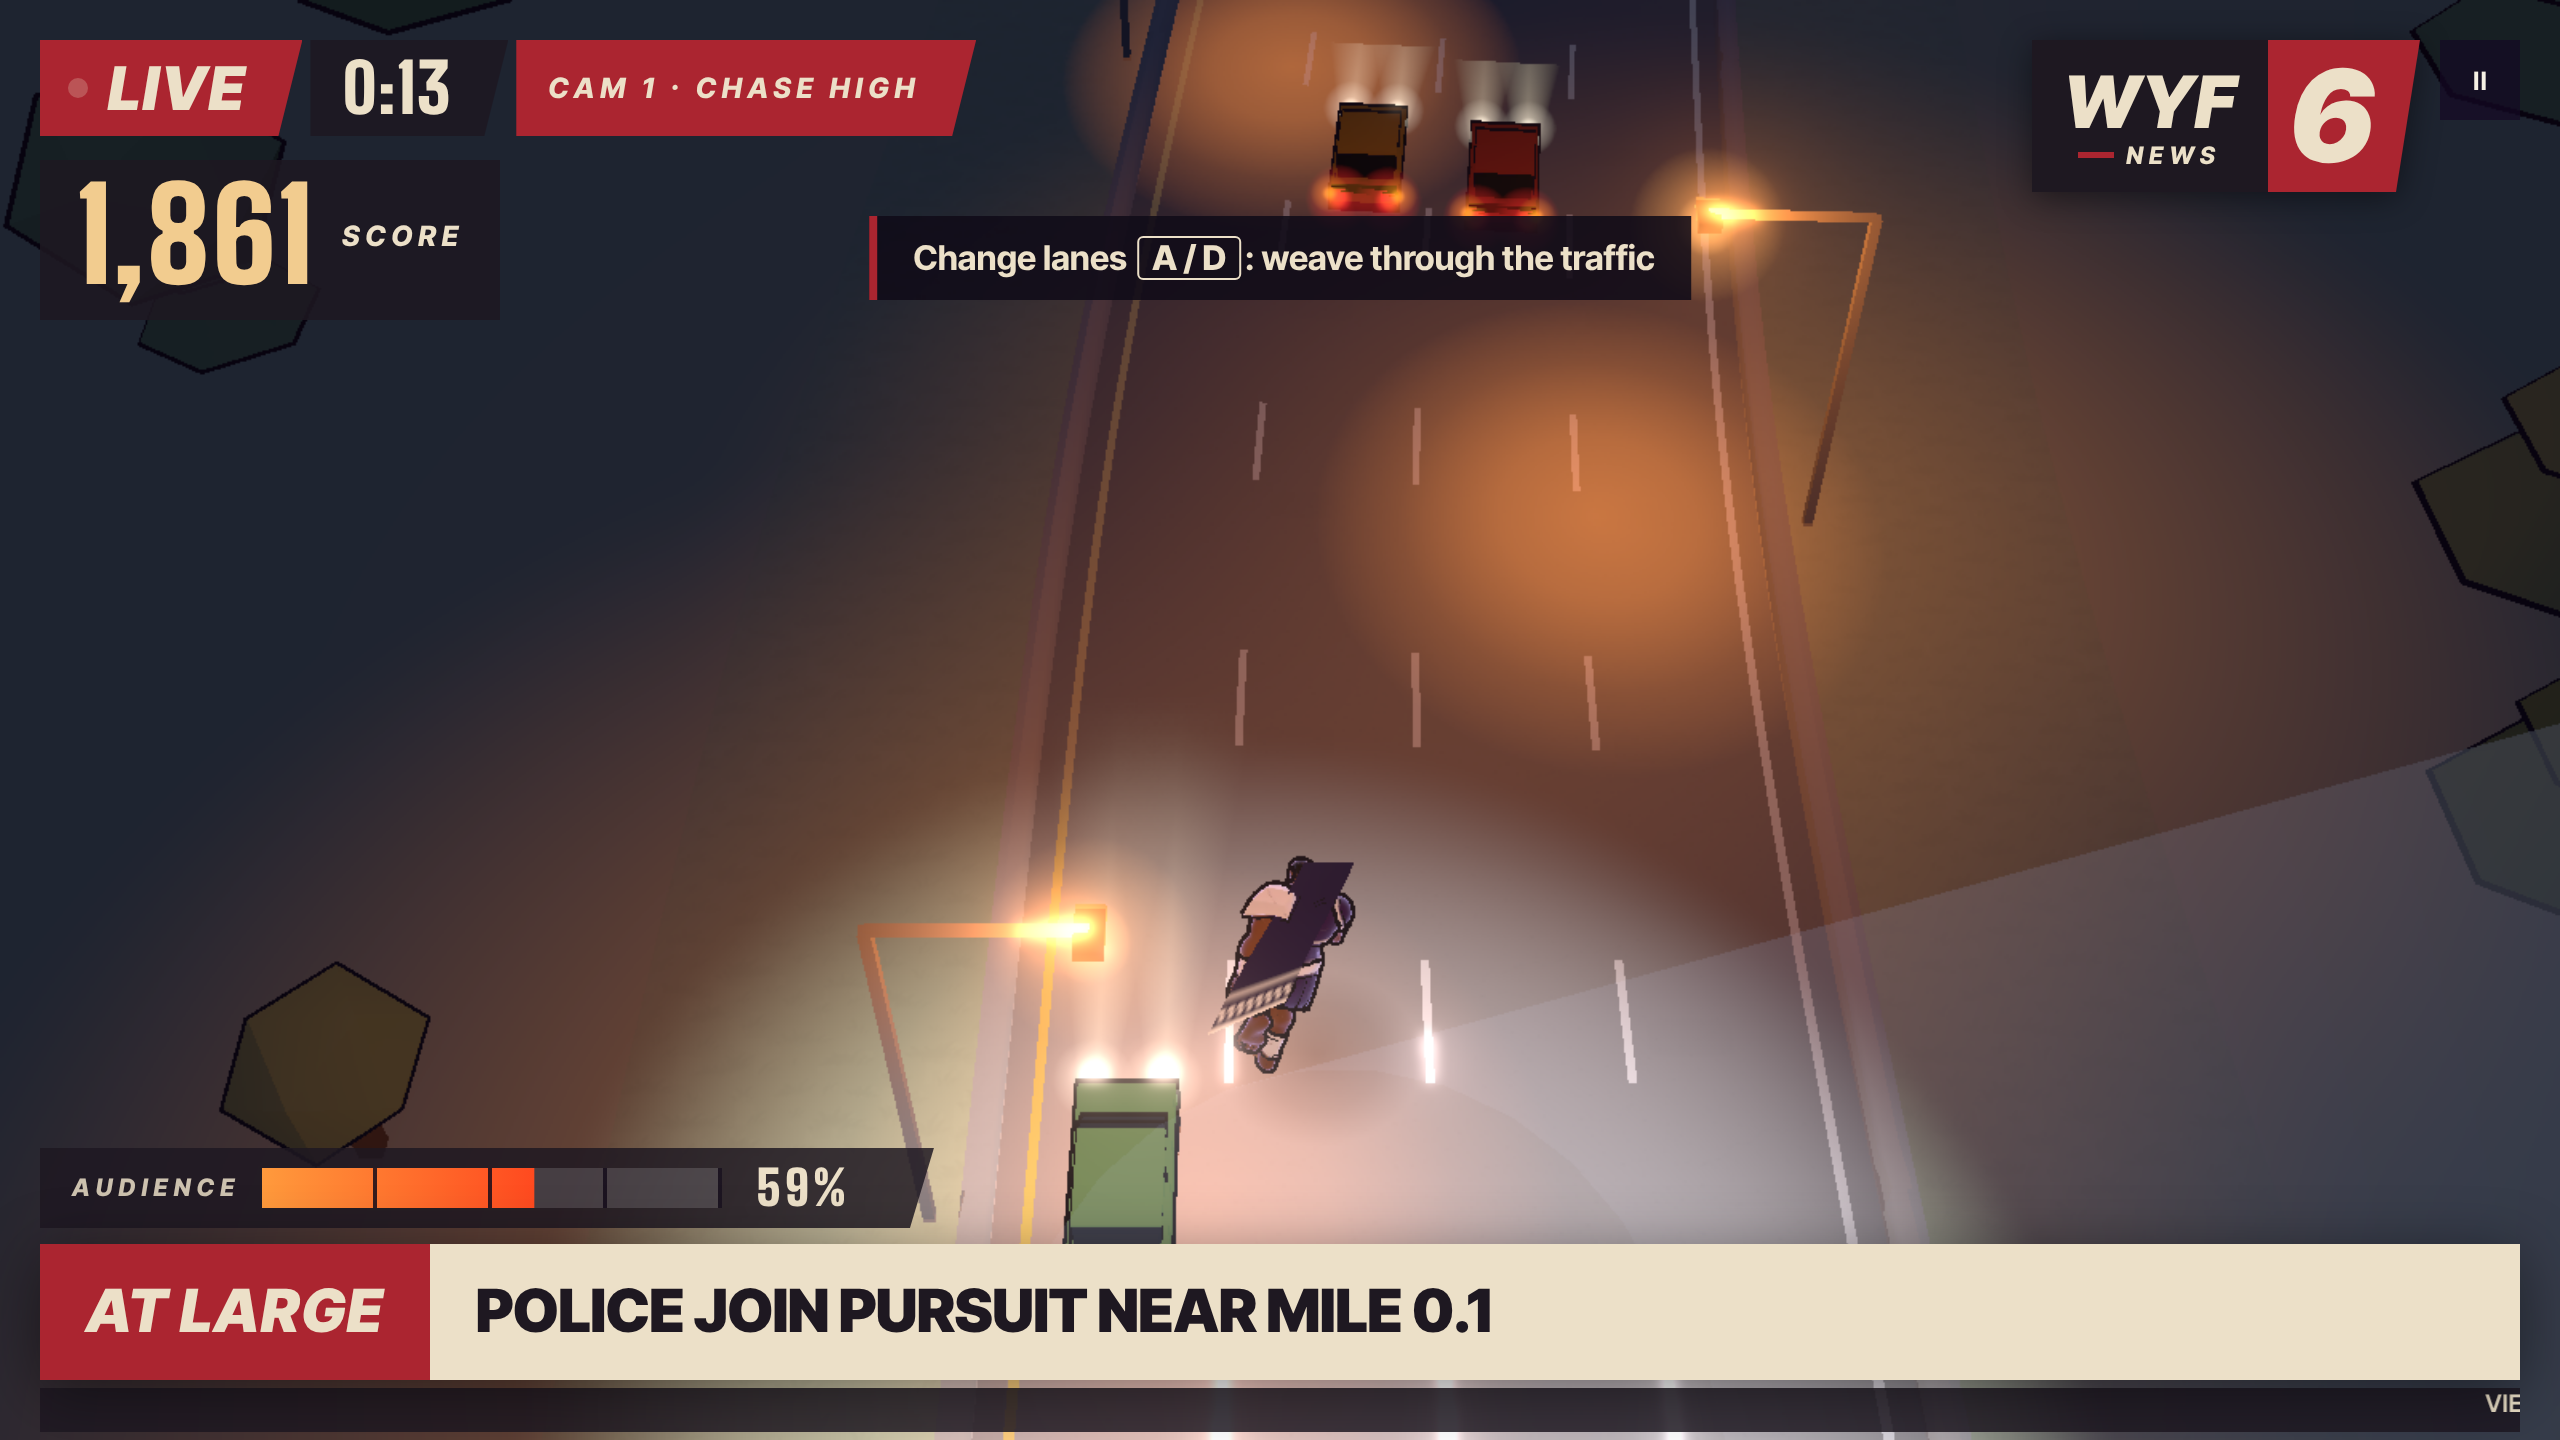 LIVE
0:13
CAM 1 · CHASE HIGH
WYF
NEWS
6
1,861 SCORE
Change lanes A/D: weave through the traffic
AUDIENCE 59%
AT LARGE
POLICE JOIN PURSUIT NEAR MILE 0.1
VIE